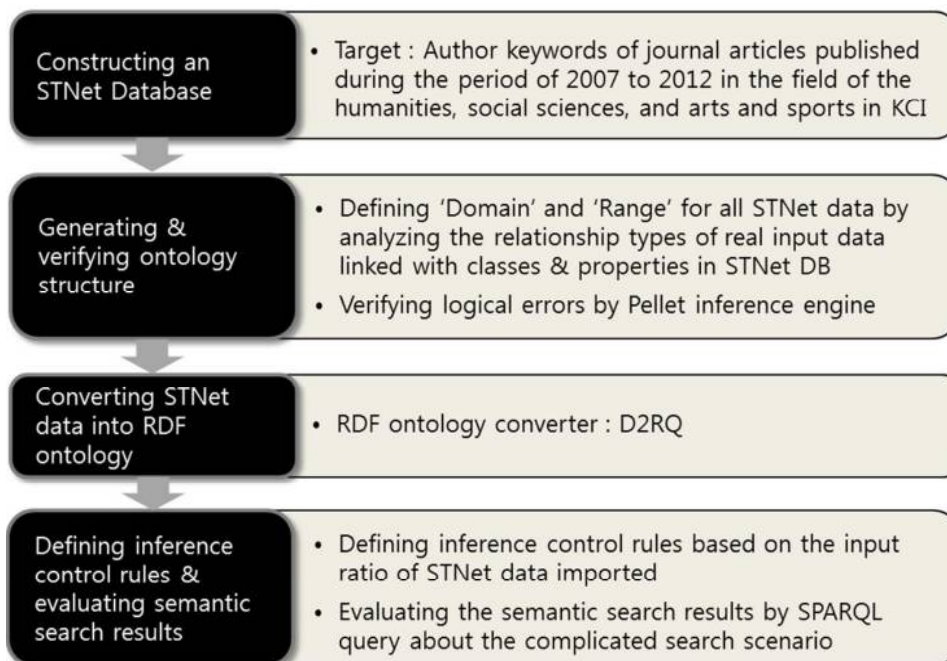 Constructing an
STNet Database
• Target : Author keywords of journal articles published
during the period of 2007 to 2012 in the field of the
humanities, social sciences, and arts and sports in KCI
Generating &
verifying ontology
structure
• Defining 'Domain' and 'Range' for all STNet data by
analyzing the relationship types of real input data
linked with classes & properties in STNet DB
• Verifying logical errors by Pellet inference engine
Converting STNet
data into RDF
ontology
• RDF ontology converter : D2RQ
Defining inference
control rules &
evaluating semantic
search results
• Defining inference control rules based on the input
ratio of STNet data imported
• Evaluating the semantic search results by SPARQL
query about the complicated search scenario